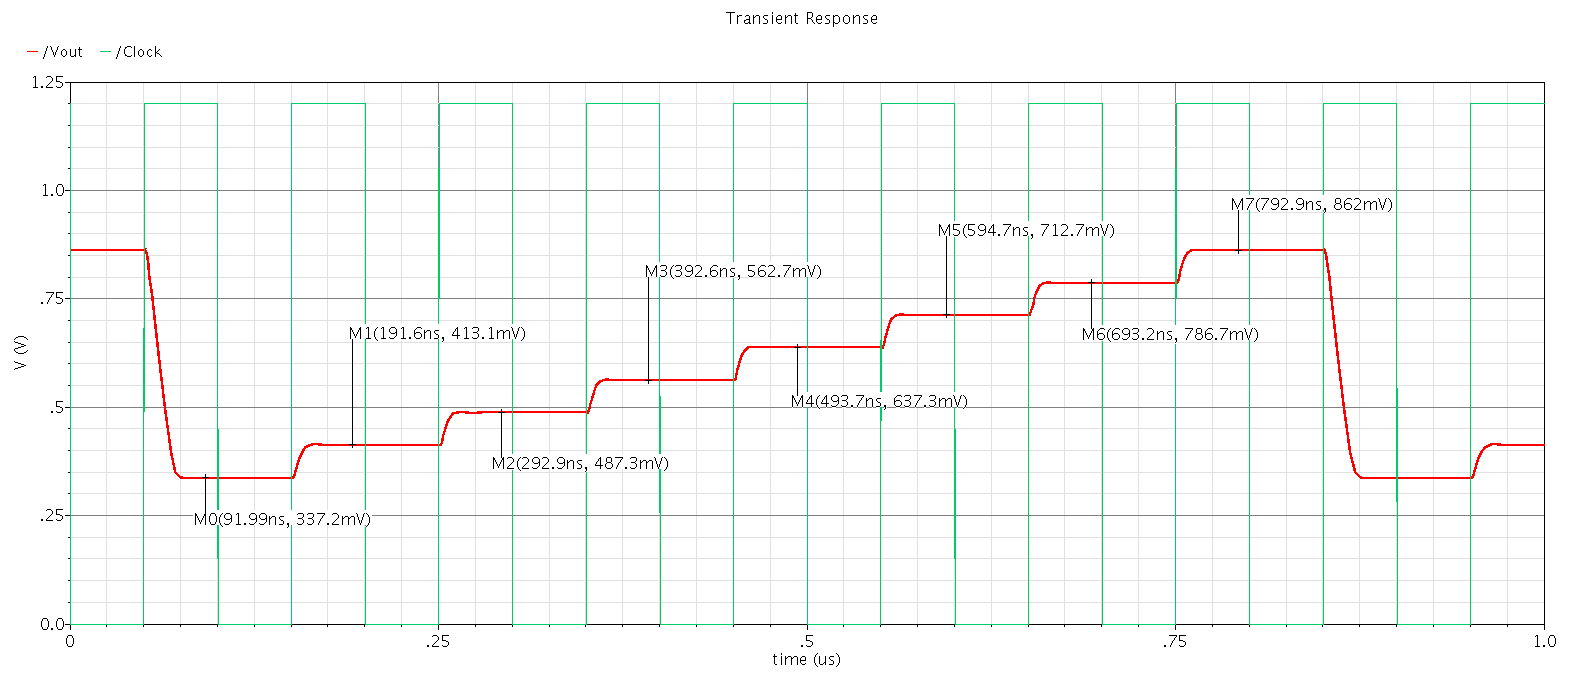 Transient Response
/Vout /Clock
1.25
1.0
.75
.5
.25
0.0
V (V)
M7(792.9ns, 862mV)
M5(594.7ns, 712.7mV)
M3(392.6ns, 562.7mV)
M1(191.6ns, 413.1mV)
M6(693.2ns, 786.7mV)
M4(493.7ns, 637.3mV)
M2(292.9ns, 487.3mV)
M0(91.99ns, 337.2mV)
0 .25 .5 .75 1.0
time (us)